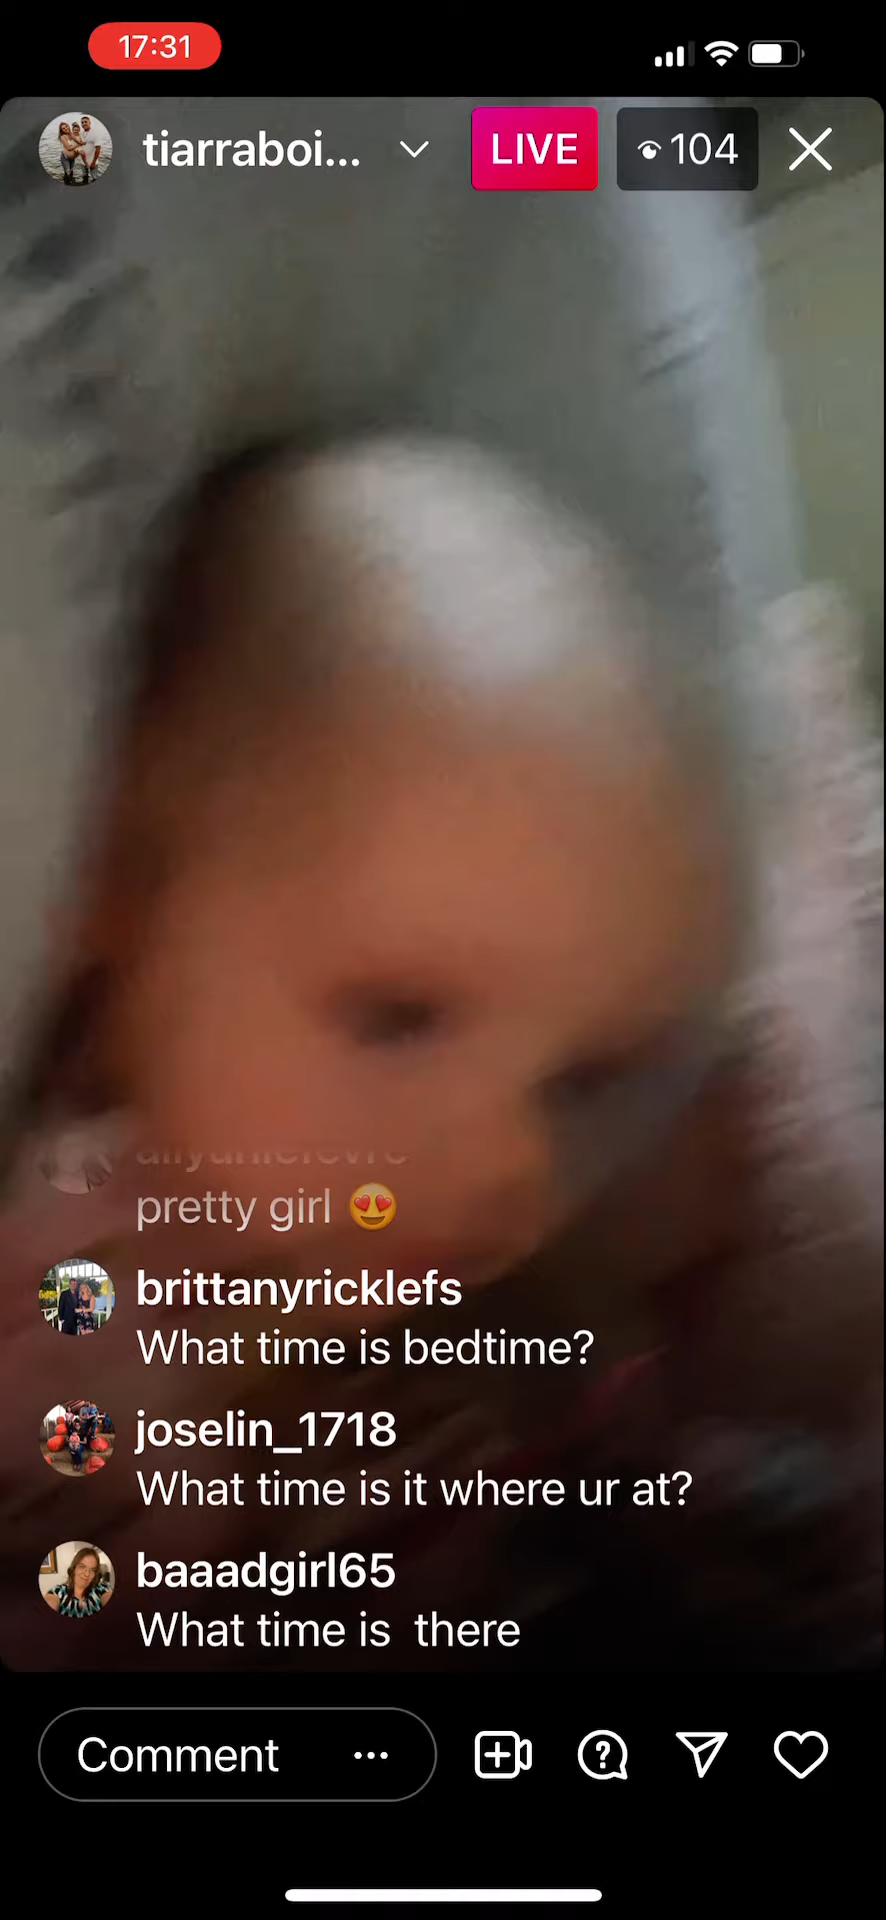 17:31
tiarraboi...
LIVE
104
pretty girl 😍
brittanyricklefs
What time is bedtime?
joselin_1718
What time is it where ur at?
baaadgirl65
What time is  there
Comment